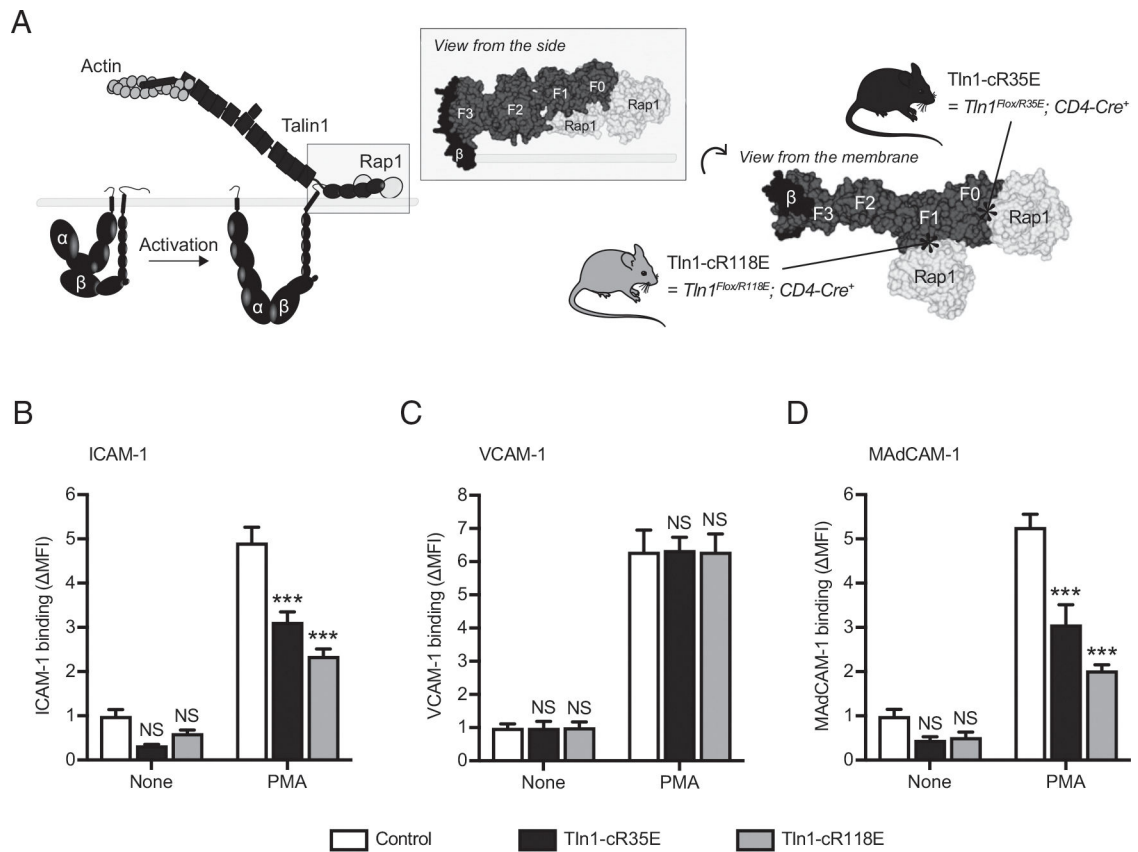 A
Actin
Talin1
Rap1
α
β
Activation
α
β
View from the side
F3
F2
F1
F0
Rap1
Rap1
β
View from the membrane
Tln1-cR35E
= Tln1Flox/R35E; CD4-Cre+
β
F3
F2
F1
F0
*
Rap1
*
Rap1
Tln1-cR118E
= Tln1Flox/R118E; CD4-Cre+
B
ICAM-1
ICAM-1 binding (ΔMFI)
6
5
4
3
2
1
0
NS
NS
***
***
None
PMA
C
VCAM-1
VCAM-1 binding (ΔMFI)
8
7
6
5
4
3
2
1
0
NS
NS
NS
NS
None
PMA
D
MAdCAM-1
MAdCAM-1 binding (ΔMFI)
6
5
4
3
2
1
0
NS
NS
***
***
None
PMA
Control
Tln1-cR35E
Tln1-cR118E